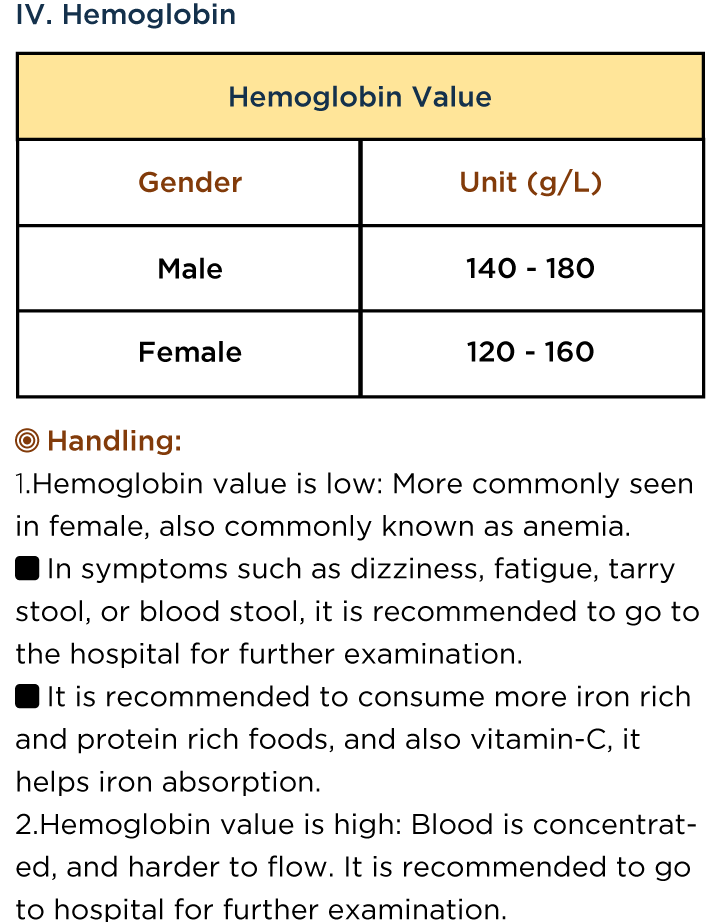 IV. Hemoglobin
Hemoglobin Value
Gender Unit (g/L)
Male 140 - 180
Female 120 - 160
Handling:
1.Hemoglobin value is low: More commonly seen
in female, also commonly known as anemia.
In symptoms such as dizziness, fatigue, tarry
stool, or blood stool, it is recommended to go to
the hospital for further examination.
It is recommended to consume more iron rich
and protein rich foods, and also vitamin-C, it
helps iron absorption.
2.Hemoglobin value is high: Blood is concentrat-
ed, and harder to flow. It is recommended to go
to hospital for further examination.